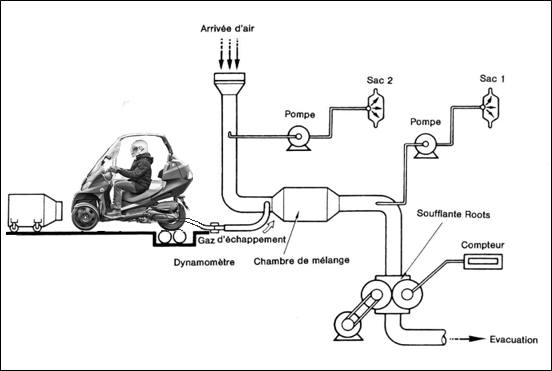 Arrivée d'air
Sac 2
Sac 1
Pompe
Pompe
Soufflante Roots
Gaz d'échappement
Compteur
Dynamomètre
Chambre de mélange
Evacuation